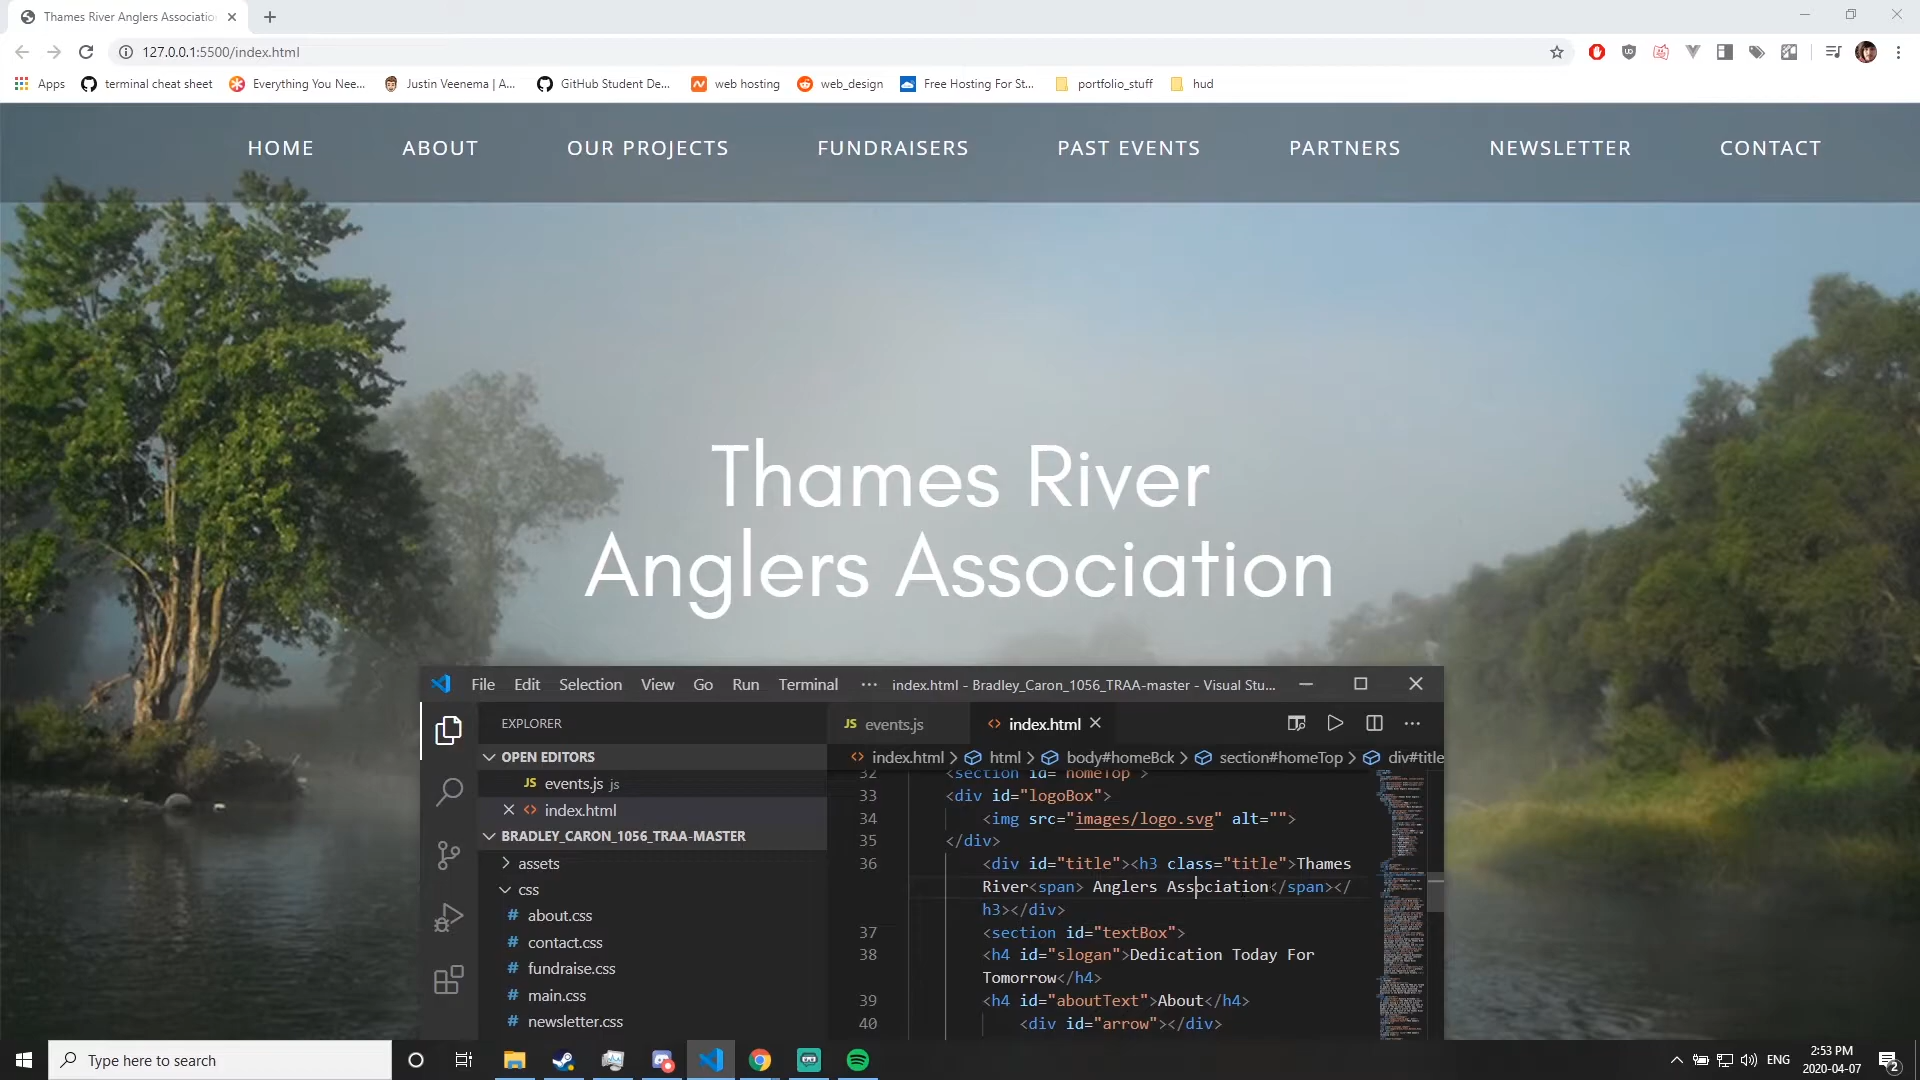 Thames River Anglers Associatio
127.0.0.1:5500/index.html
Apps
terminal cheat sheet
Everything You Nee...
Justin Veenema | A...
GitHub Student De...
web hosting
web_design
Free Hosting For St...
portfolio_stuff
hud
HOME
ABOUT
OUR PROJECTS
FUNDRAISERS
PAST EVENTS
PARTNERS
NEWSLETTER
CONTACT
Thames River
Anglers Association
File
Edit
Selection
View
Go
Run
Terminal
···
index.html - Bradley_Caron_1056_TRAA-master - Visual Stu...
EXPLORER
JS events.js
<> index.html
OPEN EDITORS
JS events.js js
<> index.html
BRADLEY_CARON_1056_TRAA-MASTER
assets
css
# about.css
# contact.css
# fundraise.css
# main.css
# newsletter.css
<> index.html > html > body#homeBck > section#homeTop > div#title
32 <section id="homeTop">
33 <div id="logoBox">
34 <img src="images/logo.svg" alt="">
35 </div>
36 <div id="title"><h3 class="title">Thames
River<span> Anglers Association</span></
h3></div>
37 <section id="textBox">
38 <h4 id="slogan">Dedication Today For
Tomorrow</h4>
39 <h4 id="aboutText">About</h4>
40 <div id="arrow"></div>
Type here to search
ENG
2:53 PM
2020-04-07
2